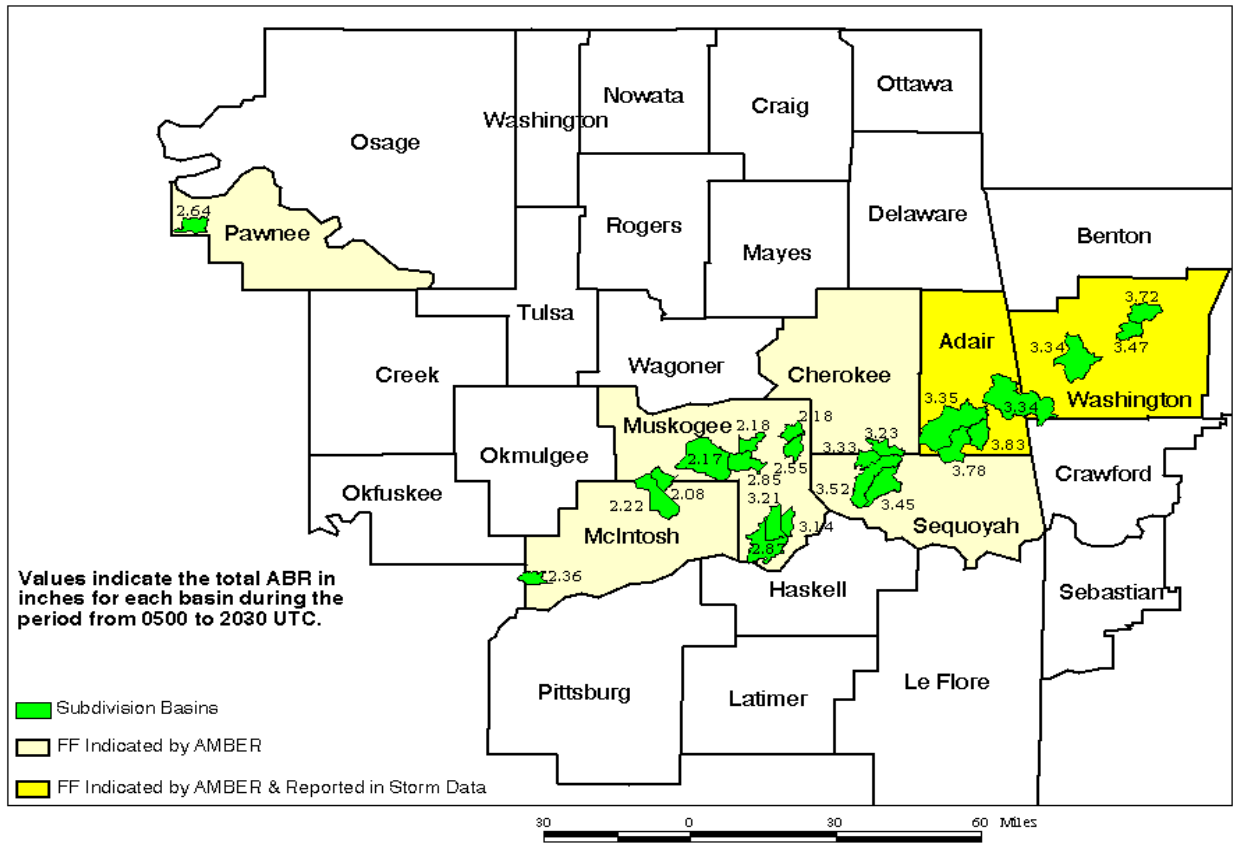 Ottawa
Nowata
Craig
Washington
Osage
Delaware
2.64
Rogers
Pawnee
Benton
Mayes
3.72
Tulsa
Adair
3.34
3.47
Wagoner
Creek
Cherokee
3.35
Washington
3.34
2.18
Muskogee
2.18
3.23
3.83
3.33
Okmulgee
2.17
2.55
3.78
Crawford
2.85
Okfuskee
2.08
3.52
2.22
3.21
3.45
3.14
Sequoyah
McIntosh
2.36
Haskell
Sebastian
Values indicate the total ABR in
inches for each basin during the
period from 0500 to 2030 UTC.
Le Flore
Pittsburg
Latimer
Subdivision Basins
FF Indicated by AMBER
FF Indicated by AMBER & Reported in Storm Data
30 0 30 60 Miles